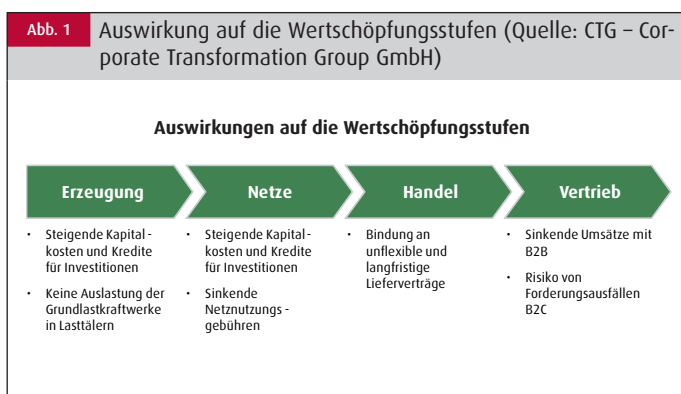 Abb. 1
Auswirkung auf die Wertschöpfungsstufen (Quelle: CTG – Cor-
porate Transformation Group GmbH)
Auswirkungen auf die Wertschöpfungsstufen
Erzeugung
• Steigende Kapital -
kosten und Kredite
für Investitionen
• Keine Auslastung der
Grundlastkraftwerke
in Lasttälern
Netze
• Steigende Kapital -
kosten und Kredite
für Investitionen
• Sinkende
Netznutzungs -
gebühren
Handel
• Bindung an
unflexible und
langfristige
Lieferverträge
Vertrieb
• Sinkende Umsätze mit
B2B
• Risiko von
Forderungsausfällen
B2C